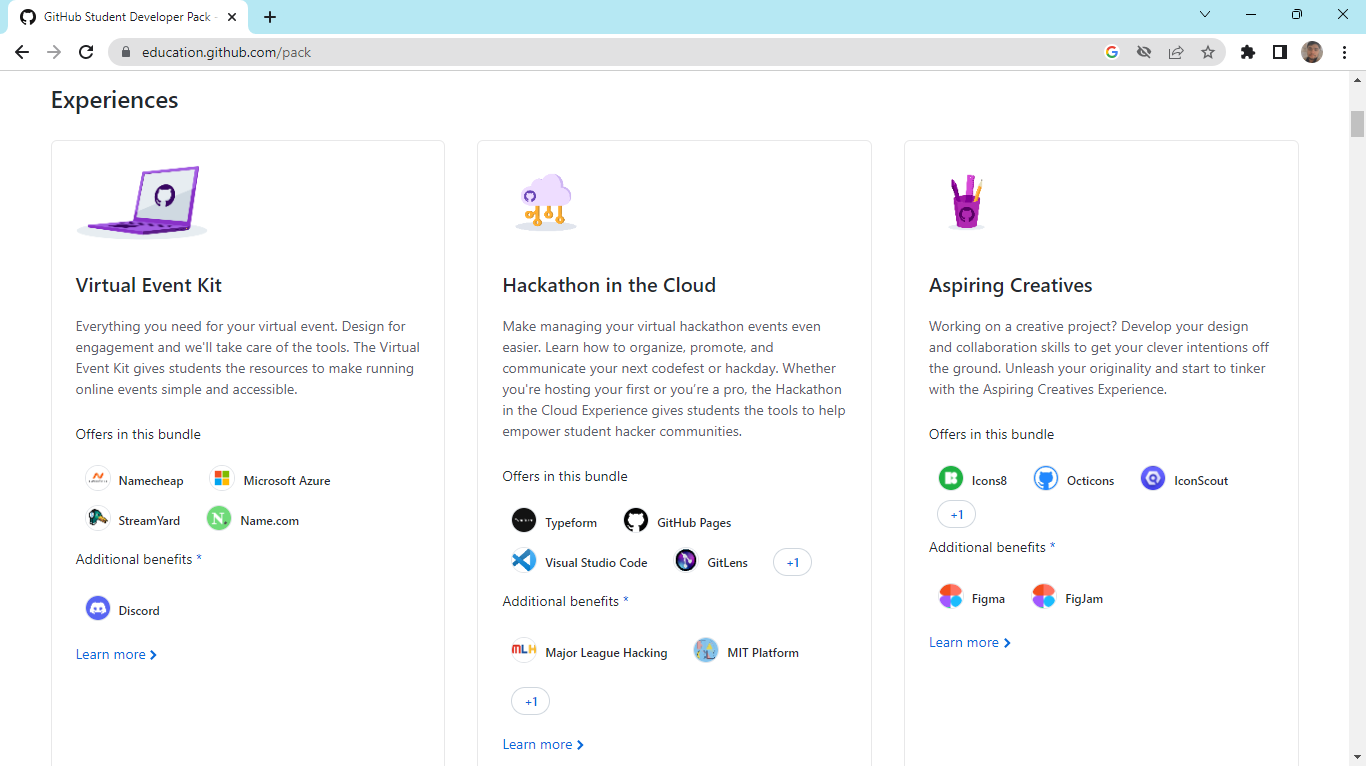 GitHub Student Developer Pack -
education.github.com/pack
Experiences
Virtual Event Kit
Everything you need for your virtual event. Design for
engagement and we'll take care of the tools. The Virtual
Event Kit gives students the resources to make running
online events simple and accessible.
Offers in this bundle
Namecheap Microsoft Azure
StreamYard Name.com
Additional benefits *
Discord
Learn more
Hackathon in the Cloud
Make managing your virtual hackathon events even
easier. Learn how to organize, promote, and
communicate your next codefest or hackday. Whether
you're hosting your first or you're a pro, the Hackathon
in the Cloud Experience gives students the tools to help
empower student hacker communities.
Offers in this bundle
Typeform GitHub Pages
Visual Studio Code GitLens +1
Additional benefits *
MLH Major League Hacking MIT Platform
+1
Learn more
Aspiring Creatives
Working on a creative project? Develop your design
and collaboration skills to get your clever intentions off
the ground. Unleash your originality and start to tinker
with the Aspiring Creatives Experience.
Offers in this bundle
Icons8 Octicons IconScout
+1
Additional benefits *
Figma FigJam
Learn more